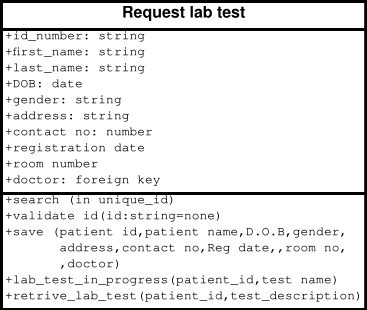 Request lab test
+id_number: string
+first_name: string
+last_name: string
+DOB: date
+gender: string
+address: string
+contact no: number
+registration date
+room number
+doctor: foreign key
+search (in unique_id)
+validate id(id:string=none)
+save (patient id,patient name,D.O.B,gender,
address,contact no,Reg date,,room no,
,doctor)
+lab_test_in_progress(patient_id,test name)
+retrive_lab_test(patient_id,test_description)